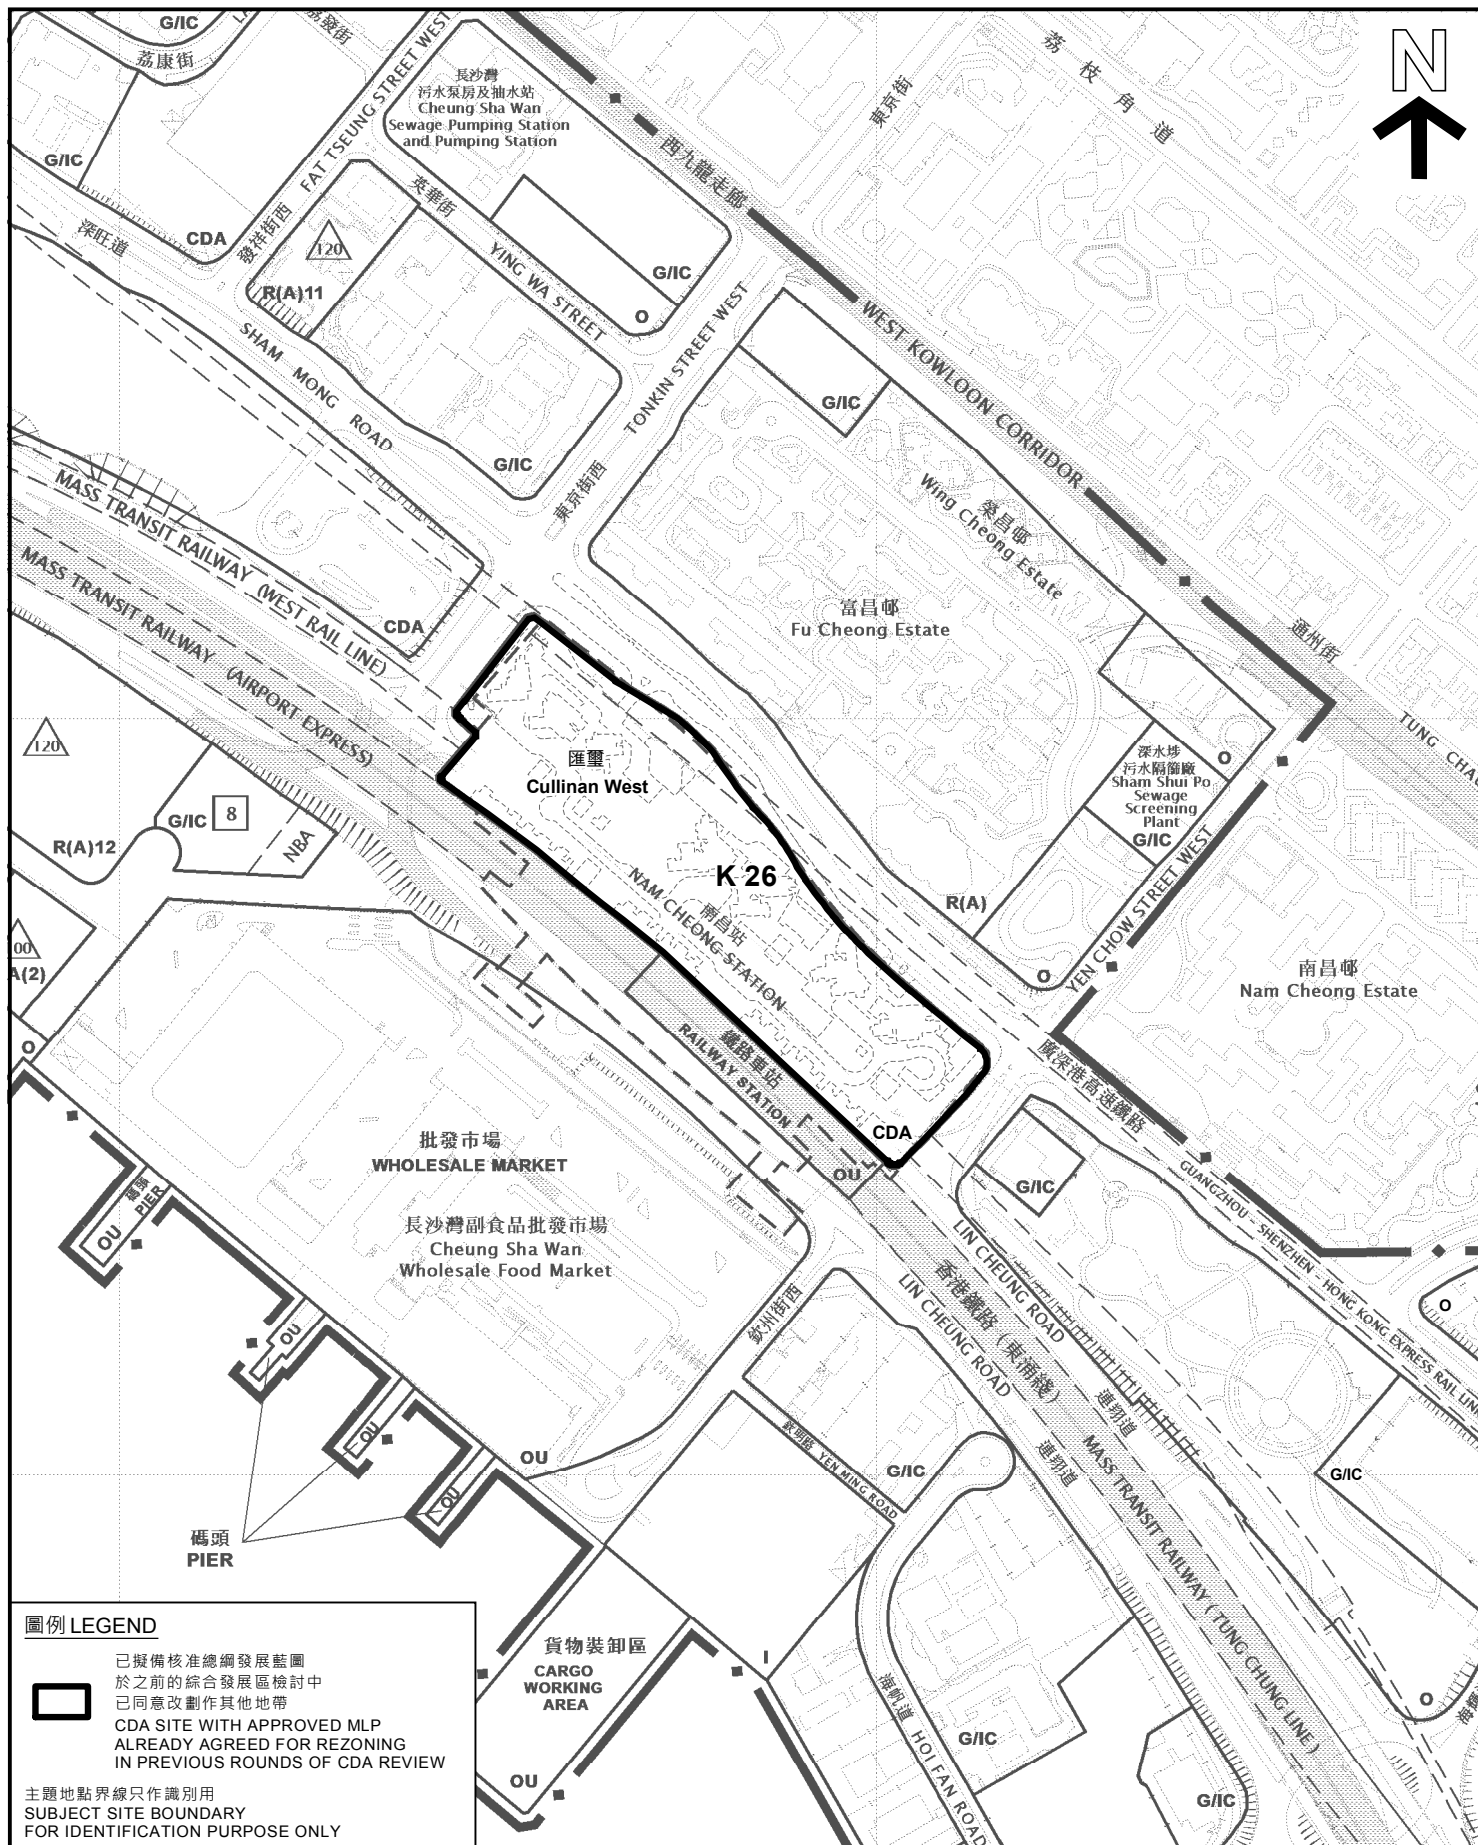 G/IC
荔康街
荔發街
FAT TSEUNG STREET WEST
發祥街西
長沙灣
污水泵房及抽水站
Cheung Sha Wan
Sewage Pumping Station
and Pumping Station
東京街
荔枝角道
N
G/IC
西九龍走廊
英華街
深旺道
CDA
120
R(A)11
YING WA STREET
G/IC
O
SHAM MONG ROAD
TONKIN STREET WEST
WEST KOWLOON CORRIDOR
G/IC
G/IC
東京街西
榮昌邨
Wing Cheong Estate
MASS TRANSIT RAILWAY (WEST RAIL LINE)
MASS TRANSIT RAILWAY (AIRPORT EXPRESS)
CDA
富昌邨
Fu Cheong Estate
通州街
120
匯璽
Cullinan West
深水埗
污水隔篩廠
Sham Shui Po
Sewage
Screening
Plant
G/IC
O
G/IC
8
R(A)12
NBA
K 26
NAM CHEONG STATION
南昌站
R(A)
YEN CHOW STREET WEST
00
A(2)
O
O
南昌邨
Nam Cheong Estate
鐵路車站
RAILWAY STATION
廣深港高速鐵路
GUANGZHOU - SHENZHEN - HONG KONG EXPRESS RAIL LINE
CDA
OU
G/IC
批發市場
WHOLESALE MARKET
碼頭
PIER
OU
長沙灣副食品批發市場
Cheung Sha Wan
Wholesale Food Market
LIN CHEUNG ROAD
LIN CHEUNG ROAD
香港鐵路 (東涌綫)
欽州街西
O
OU
OU
OU
OU
連翔道
連翔道
MASS TRANSIT RAILWAY (TUNG CHUNG LINE)
欽明路 YEN MING ROAD
G/IC
G/IC
碼頭
PIER
貨物裝卸區
CARGO
WORKING
AREA
OU
I
海帆道 HOI FAN ROAD
G/IC
G/IC
O
圖例 LEGEND
已擬備核准總綱發展藍圖
於之前的綜合發展區檢討中
已同意改劃作其他地帶
CDA SITE WITH APPROVED MLP
ALREADY AGREED FOR REZONING
IN PREVIOUS ROUNDS OF CDA REVIEW
主題地點界線只作識別用
SUBJECT SITE BOUNDARY
FOR IDENTIFICATION PURPOSE ONLY